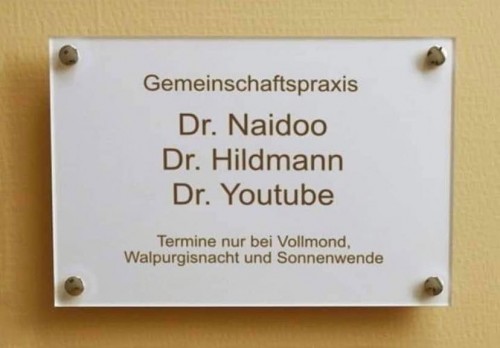 Gemeinschaftspraxis
Dr. Naidoo
Dr. Hildmann
Dr. Youtube
Termine nur bei Vollmond,
Walpurgisnacht und Sonnenwende